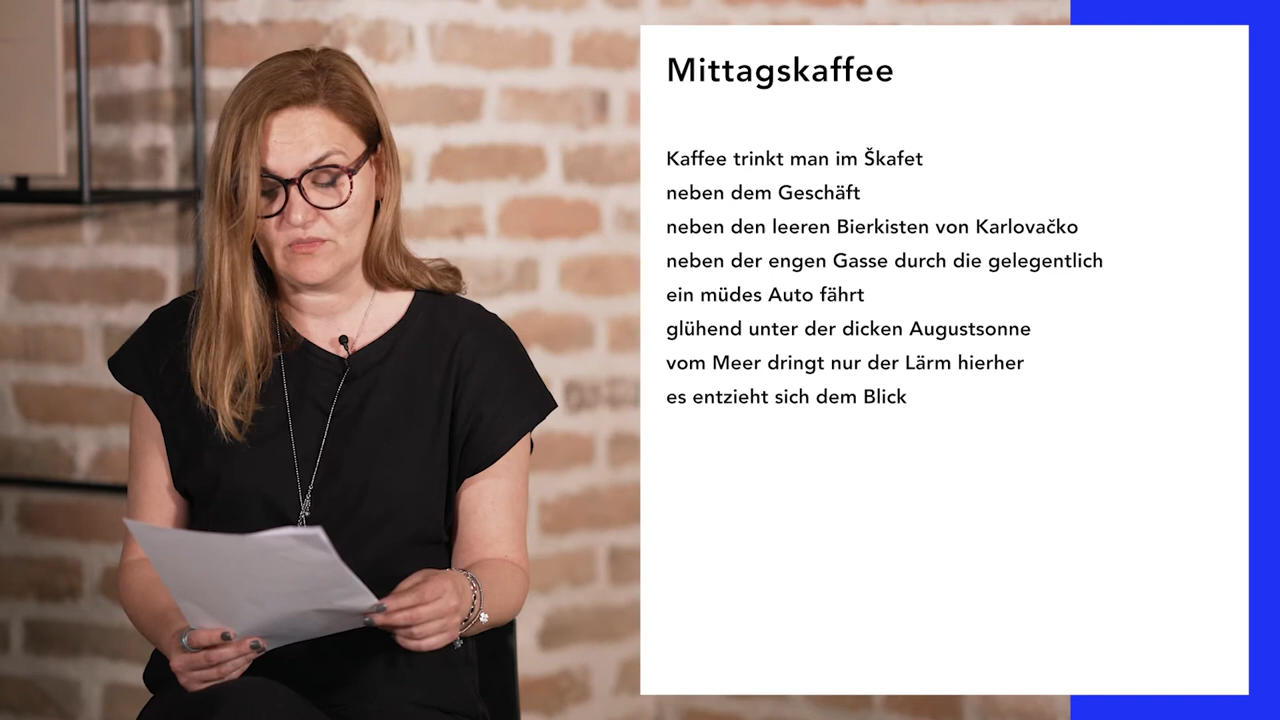 Mittagskaffee
Kaffee trinkt man im Škafet
neben dem Geschäft
neben den leeren Bierkisten von Karlovačko
neben der engen Gasse durch die gelegentlich
ein müdes Auto fährt
glühend unter der dicken Augustsonne
vom Meer dringt nur der Lärm hierher
es entzieht sich dem Blick